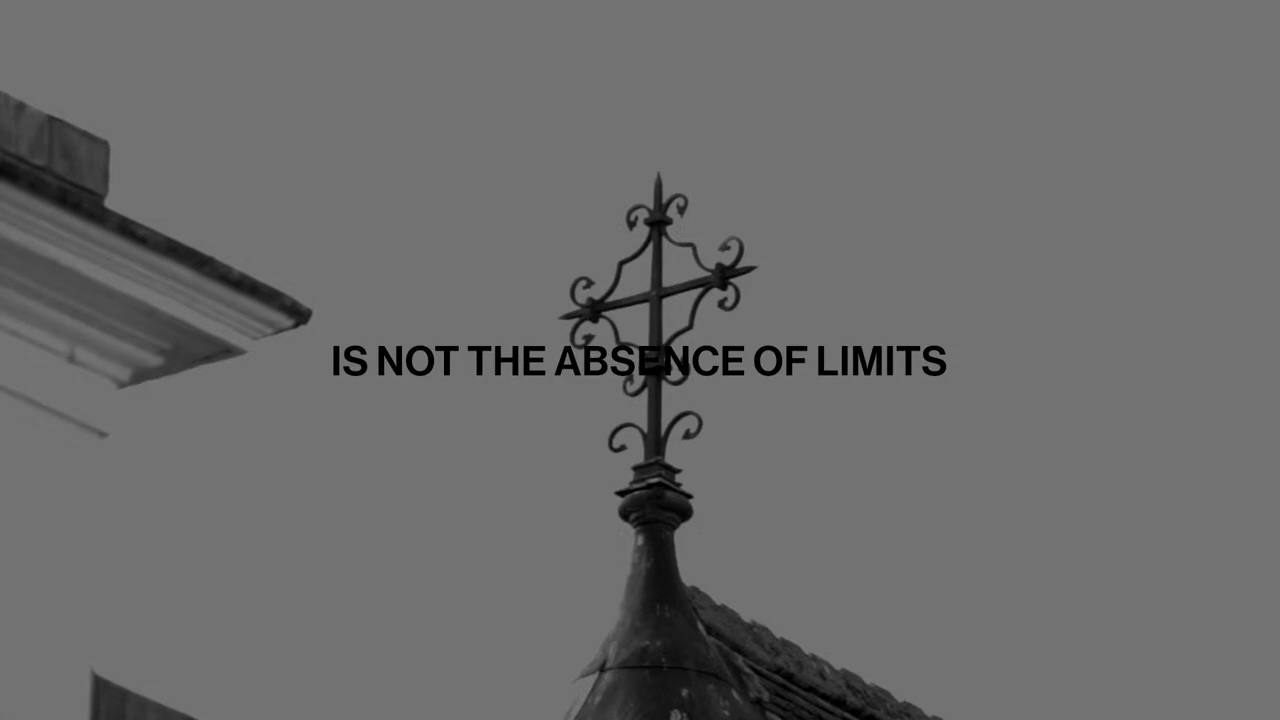 IS NOT THE ABSENCE OF LIMITS